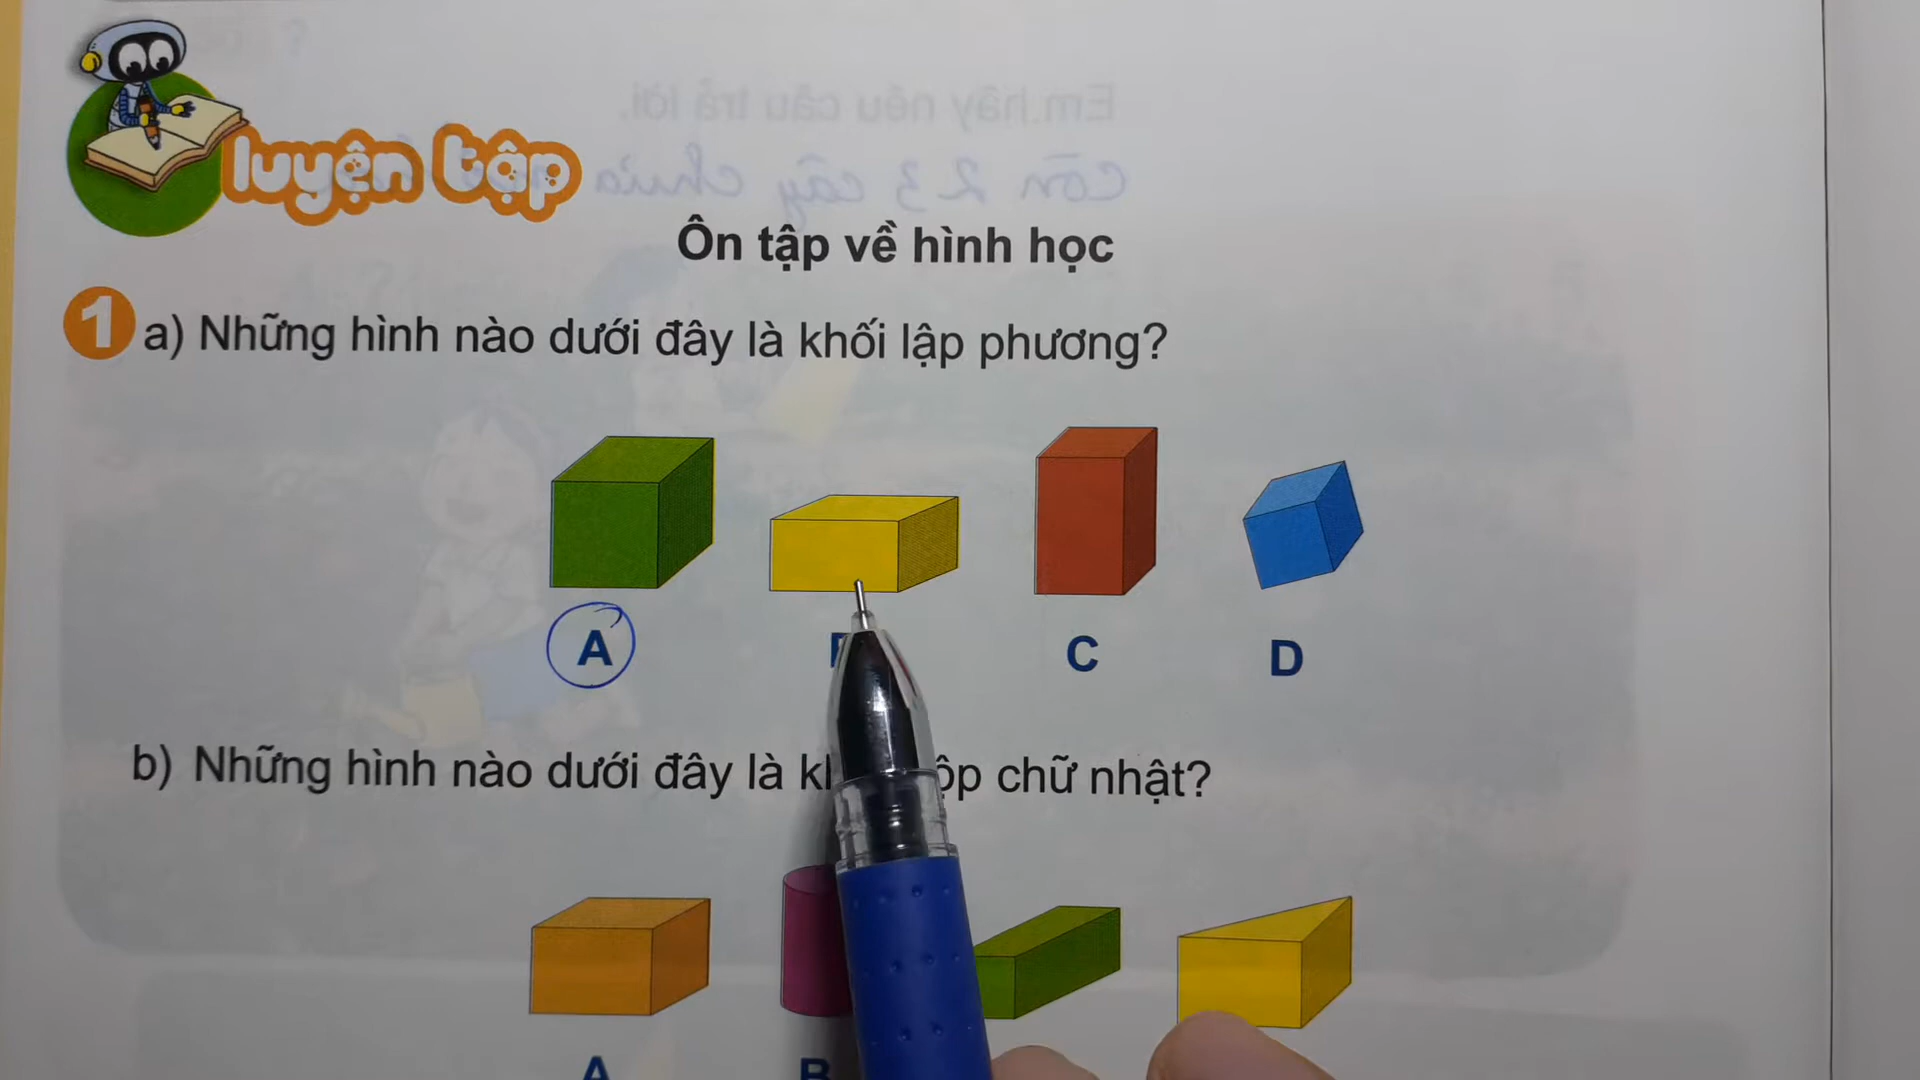 luyện tập
Ôn tập về hình học
1 a) Những hình nào dưới đây là khối lập phương?
A C D
b) Những hình nào dưới đây là chữ nhật?
A B